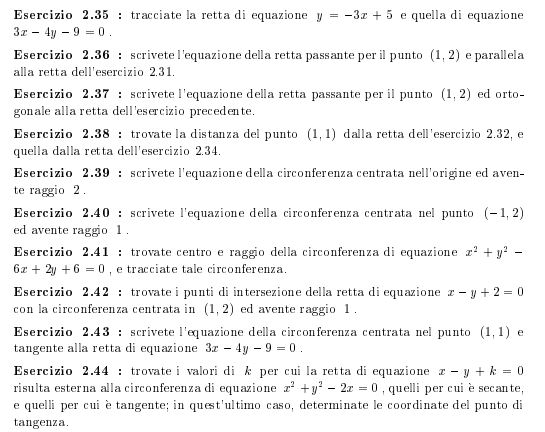 Esercizio 2.35 : tracciate la retta di equazione y = −3x + 5 e quella di equazione
3x − 4y − 9 = 0 .
Esercizio 2.36 : scrivete l'equazione della retta passante per il punto (1, 2) e parallela
alla retta dell'esercizio 2.31.
Esercizio 2.37 : scrivete l'equazione della retta passante per il punto (1, 2) ed orto-
gonale alla retta dell'esercizio precedente.
Esercizio 2.38 : trovate la distanza del punto (1, 1) dalla retta dell'esercizio 2.32, e
quella dalla retta dell'esercizio 2.34.
Esercizio 2.39 : scrivete l'equazione della circonferenza centrata nell'origine ed aven-
te raggio 2 .
Esercizio 2.40 : scrivete l'equazione della circonferenza centrata nel punto (−1, 2)
ed avente raggio 1 .
Esercizio 2.41 : trovate centro e raggio della circonferenza di equazione x² + y² −
6x + 2y + 6 = 0 , e tracciate tale circonferenza.
Esercizio 2.42 : trovate i punti di intersezione della retta di equazione x − y + 2 = 0
con la circonferenza centrata in (1, 2) ed avente raggio 1 .
Esercizio 2.43 : scrivete l'equazione della circonferenza centrata nel punto (1, 1) e
tangente alla retta di equazione 3x − 4y − 9 = 0 .
Esercizio 2.44 : trovate i valori di k per cui la retta di equazione x − y + k = 0
risulta esterna alla circonferenza di equazione x² + y² − 2x = 0 , quelli per cui è secante,
e quelli per cui è tangente; in quest'ultimo caso, determinate le coordinate del punto di
tangenza.